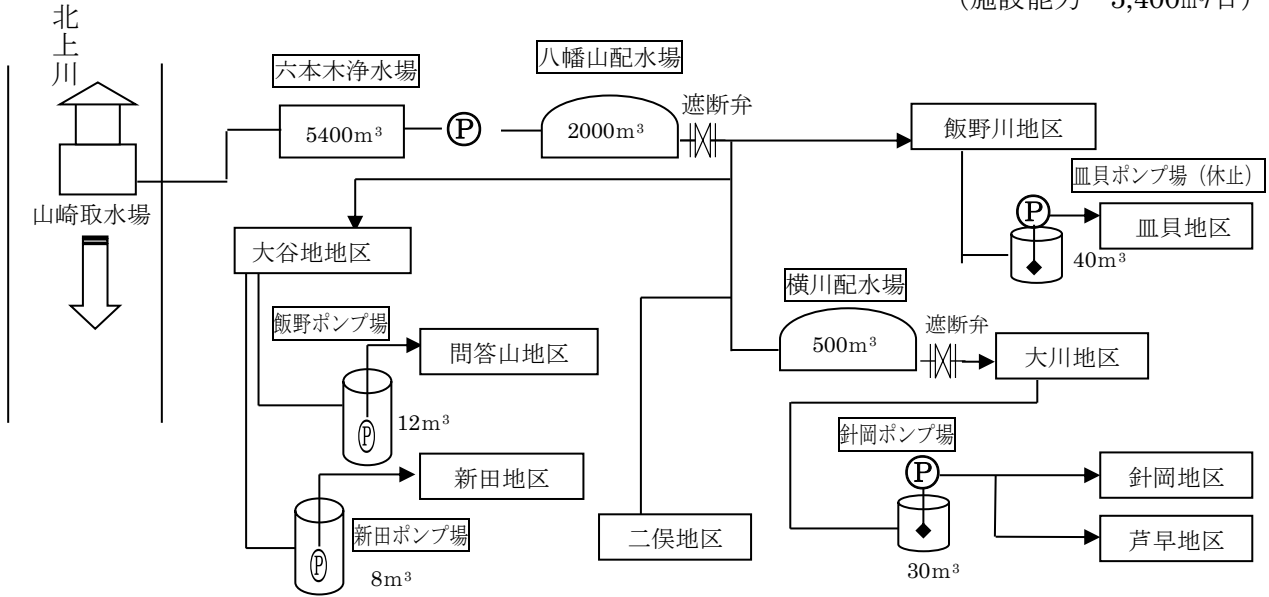 （施設能力　5,400㎥/日）
北上川
六本木浄水場
八幡山配水場
遮断弁
5400m³
P
2000m³
飯野川地区
皿貝ポンプ場（休止）
山崎取水場
P
皿貝地区
大谷地地区
40m³
横川配水場
飯野ポンプ場
遮断弁
問答山地区
500m³
大川地区
12m³
P
針岡ポンプ場
新田地区
P
針岡地区
新田ポンプ場
二俣地区
芦早地区
P
8m³
30m³